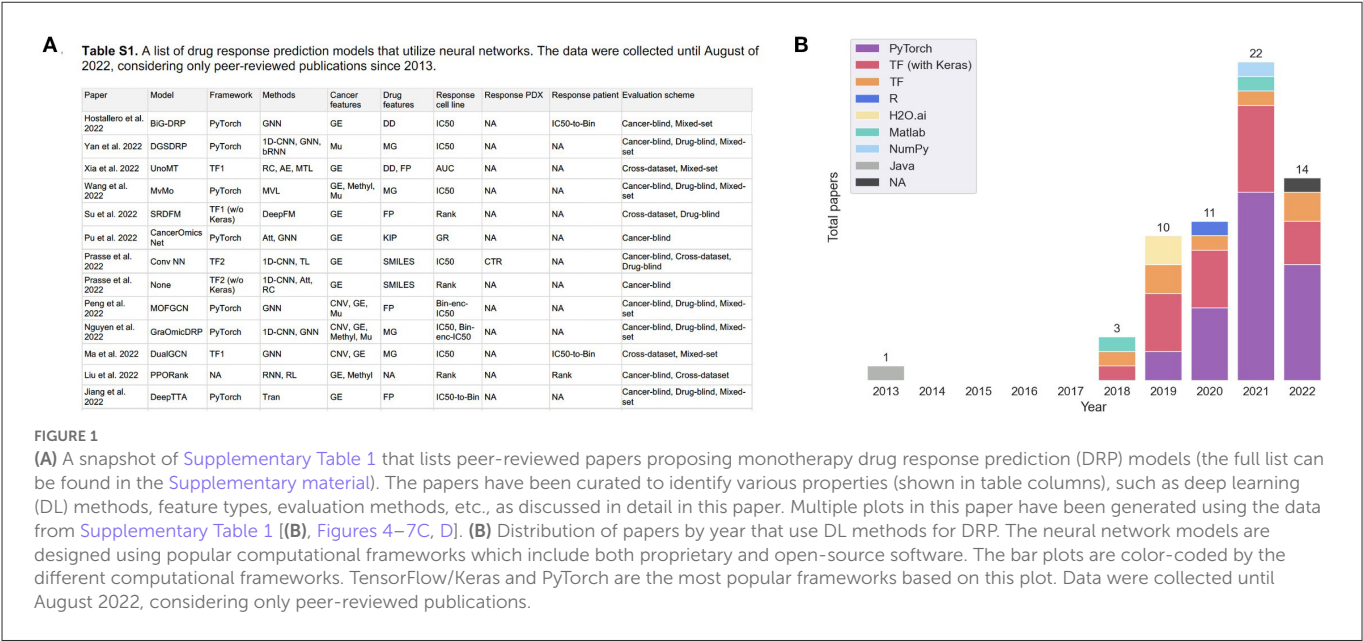 A.
Table S1. A list of drug response prediction models that utilize neural networks. The data were collected until August of
2022, considering only peer-reviewed publications since 2013.
Paper Model Framework Methods Cancer features Drug features Response cell line Response PDX Response patient Evaluation scheme
Hostallero et al. 2022 BiG-DRP PyTorch GNN GE DD IC50 NA IC50-to-Bin Cancer-blind, Mixed-set
Yan et al. 2022 DGSDRP PyTorch 1D-CNN, GNN, bRNN Mu MG IC50 NA NA Cancer-blind, Drug-blind, Mixed-set
Xia et al. 2022 UnoMT TF1 RC, AE, MTL GE DD, FP AUC NA NA Cross-dataset, Mixed-set
Wang et al. 2022 MvMo PyTorch MVL GE, Methyl, Mu MG IC50 NA NA Cancer-blind, Drug-blind, Mixed-set
Su et al. 2022 SRDFM TF1 (w/o Keras) DeepFM GE FP Rank NA NA Cross-dataset, Drug-blind
Pu et al. 2022 CancerOmics Net PyTorch Att, GNN GE KIP GR NA NA Cancer-blind
Prasse et al. 2022 Conv NN TF2 1D-CNN, TL GE SMILES IC50 CTR NA Cancer-blind, Cross-dataset, Drug-blind
Prasse et al. 2022 None TF2 (w/o Keras) 1D-CNN, Att, RC GE SMILES Rank NA NA Cancer-blind
Peng et al. 2022 MOFGCN PyTorch GNN CNV, GE, Mu FP Bin-enc-IC50 NA NA Cancer-blind, Drug-blind, Mixed-set
Nguyen et al. 2022 GraOmicDRP PyTorch 1D-CNN, GNN CNV, GE, Methyl, Mu MG IC50, Bin-enc-IC50 NA NA Cancer-blind, Drug-blind, Mixed-set
Ma et al. 2022 DualGCN TF1 GNN CNV, GE MG IC50 NA IC50-to-Bin Cross-dataset, Mixed-set
Liu et al. 2022 PPORank NA RNN, RL GE, Methyl NA Rank NA Rank Cancer-blind, Cross-dataset
Jiang et al. 2022 DeepTTA PyTorch Tran GE FP IC50-to-Bin NA NA Cancer-blind, Drug-blind, Mixed-set
B
PyTorch
TF (with Keras)
TF
R
H2O.ai
Matlab
NumPy
Java
NA
Total papers
1 3 10 11 22 14
2013 2014 2015 2016 2017 2018 2019 2020 2021 2022
Year
FIGURE 1
(A) A snapshot of Supplementary Table 1 that lists peer-reviewed papers proposing monotherapy drug response prediction (DRP) models (the full list can
be found in the Supplementary material). The papers have been curated to identify various properties (shown in table columns), such as deep learning
(DL) methods, feature types, evaluation methods, etc., as discussed in detail in this paper. Multiple plots in this paper have been generated using the data
from Supplementary Table 1 [(B), Figures 4–7C, D]. (B) Distribution of papers by year that use DL methods for DRP. The neural network models are
designed using popular computational frameworks which include both proprietary and open-source software. The bar plots are color-coded by the
different computational frameworks. TensorFlow/Keras and PyTorch are the most popular frameworks based on this plot. Data were collected until
August 2022, considering only peer-reviewed publications.